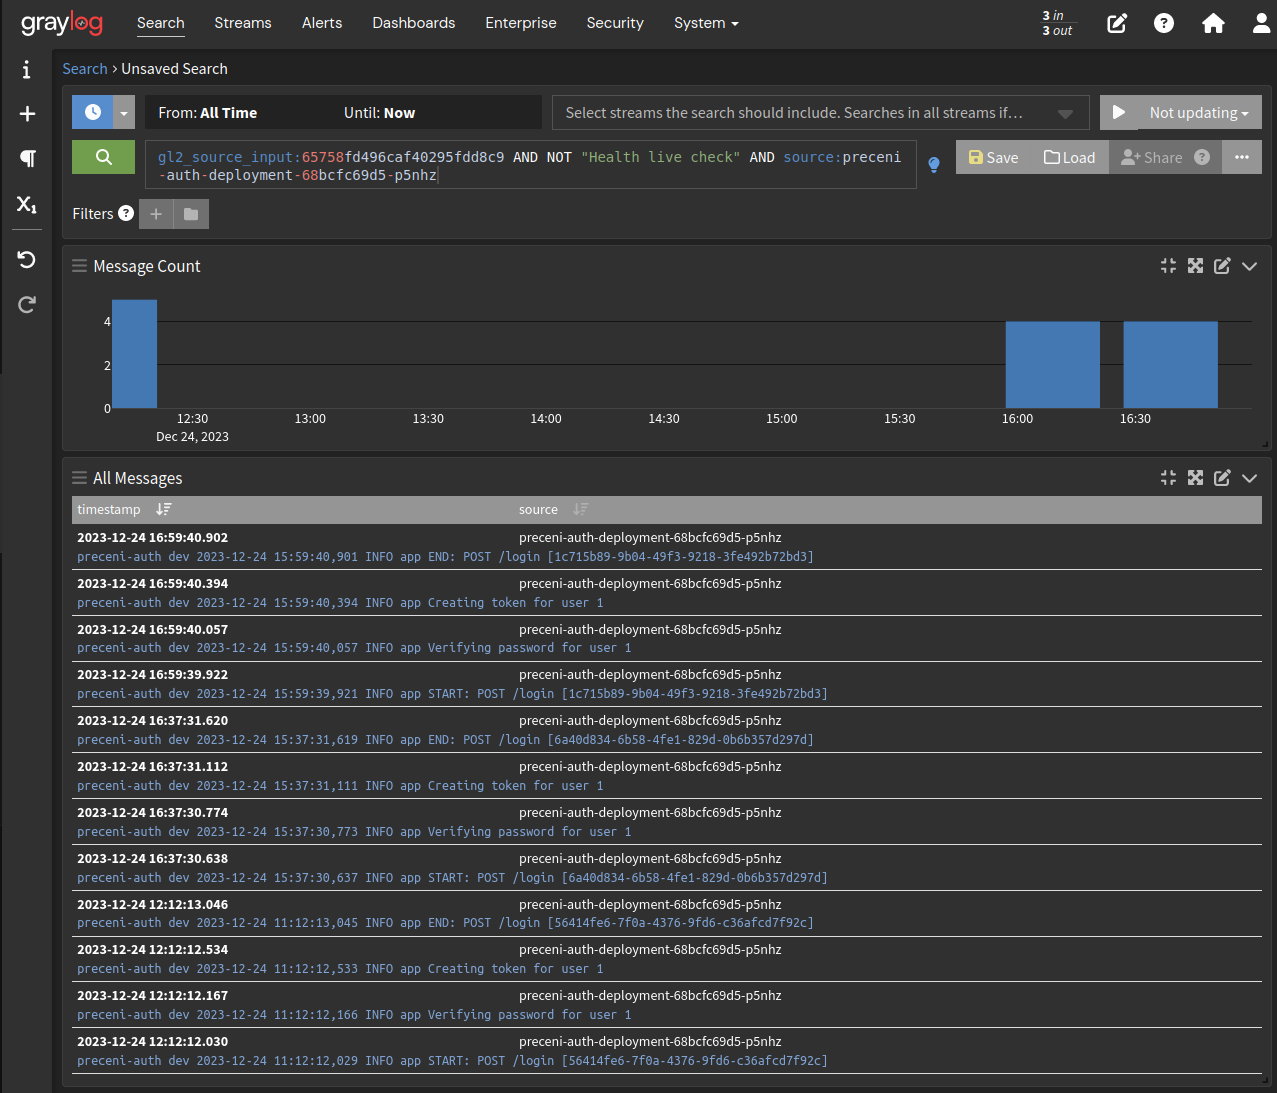 graylog Search Streams Alerts Dashboards Enterprise Security System 3 in
3 out
Search > Unsaved Search
From: All Time Until: Now Select streams the search should include. Searches in all streams if… Not updating
gl2_source_input:65758fd496caf40295fdd8c9 AND NOT "Health live check" AND source:preceni
-auth-deployment-68bcfc69d5-p5nhz
Save Load Share ? ...
Filters ? +
Message Count
4
2
0
12:30 13:00 13:30 14:00 14:30 15:00 15:30 16:00 16:30
Dec 24, 2023
All Messages
timestamp source
2023-12-24 16:59:40.902 preceni-auth-deployment-68bcfc69d5-p5nhz
preceni-auth dev 2023-12-24 15:59:40,901 INFO app END: POST /login [1c715b89-9b04-49f3-9218-3fe492b72bd3]
2023-12-24 16:59:40.394 preceni-auth-deployment-68bcfc69d5-p5nhz
preceni-auth dev 2023-12-24 15:59:40,394 INFO app Creating token for user 1
2023-12-24 16:59:40.057 preceni-auth-deployment-68bcfc69d5-p5nhz
preceni-auth dev 2023-12-24 15:59:40,057 INFO app Verifying password for user 1
2023-12-24 16:59:39.922 preceni-auth-deployment-68bcfc69d5-p5nhz
preceni-auth dev 2023-12-24 15:59:39,921 INFO app START: POST /login [1c715b89-9b04-49f3-9218-3fe492b72bd3]
2023-12-24 16:37:31.620 preceni-auth-deployment-68bcfc69d5-p5nhz
preceni-auth dev 2023-12-24 15:37:31,619 INFO app END: POST /login [6a40d834-6b58-4fe1-829d-0b6b357d297d]
2023-12-24 16:37:31.112 preceni-auth-deployment-68bcfc69d5-p5nhz
preceni-auth dev 2023-12-24 15:37:31,111 INFO app Creating token for user 1
2023-12-24 16:37:30.774 preceni-auth-deployment-68bcfc69d5-p5nhz
preceni-auth dev 2023-12-24 15:37:30,773 INFO app Verifying password for user 1
2023-12-24 16:37:30.638 preceni-auth-deployment-68bcfc69d5-p5nhz
preceni-auth dev 2023-12-24 15:37:30,637 INFO app START: POST /login [6a40d834-6b58-4fe1-829d-0b6b357d297d]
2023-12-24 12:12:13.046 preceni-auth-deployment-68bcfc69d5-p5nhz
preceni-auth dev 2023-12-24 11:12:13,045 INFO app END: POST /login [56414fe6-7f0a-4376-9fd6-c36afcd7f92c]
2023-12-24 12:12:12.534 preceni-auth-deployment-68bcfc69d5-p5nhz
preceni-auth dev 2023-12-24 11:12:12,533 INFO app Creating token for user 1
2023-12-24 12:12:12.167 preceni-auth-deployment-68bcfc69d5-p5nhz
preceni-auth dev 2023-12-24 11:12:12,166 INFO app Verifying password for user 1
2023-12-24 12:12:12.030 preceni-auth-deployment-68bcfc69d5-p5nhz
preceni-auth dev 2023-12-24 11:12:12,029 INFO app START: POST /login [56414fe6-7f0a-4376-9fd6-c36afcd7f92c]